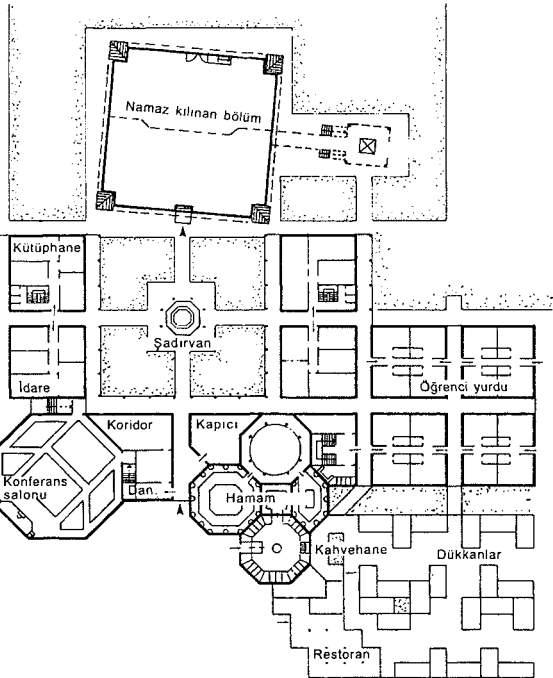 Namaz kılınan bölüm
Kütüphane
Şadırvan
İdare
Öğrenci yurdu
Koridor
Kapıcı
Konferans
salonu
Dan.
Hamam
Kahvehane
Dükkanlar
Restoran